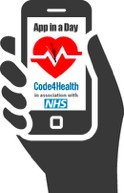 App in a Day
Code4Health
in association with
NHS